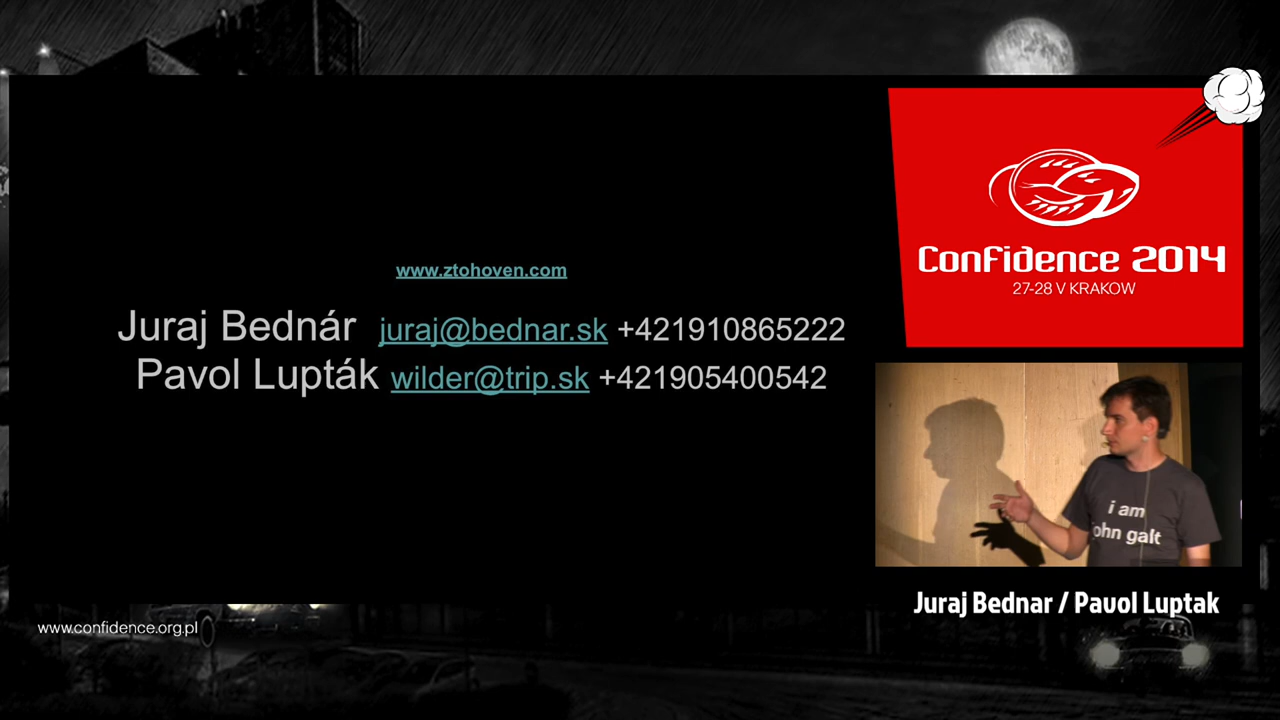 www.ztohoven.com
Juraj Bednár juraj@bednar.sk +421910865222
Pavol Lupták wilder@trip.sk +421905400542
Confidence 2014
27-28 V KRAKOW
i am
john galt
Juraj Bednar / Pavol Luptak
www.confidence.org.pl